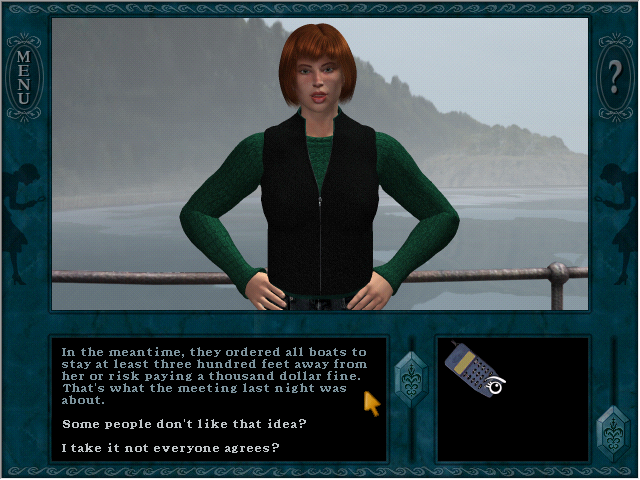 MENU
?
In the meantime, they ordered all boats to
stay at least three hundred feet away from
her or risk paying a thousand dollar fine.
That's what the meeting last night was
about.
Some people don't like that idea?
I take it not everyone agrees?